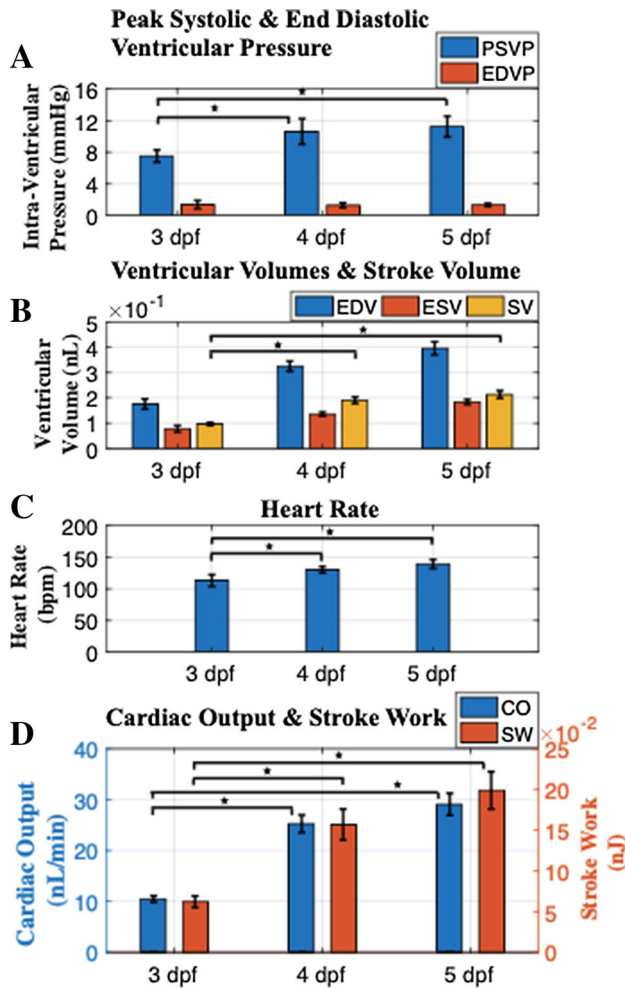 Peak Systolic & End Diastolic
Ventricular Pressure
PSVP
EDVP
A
Intra-Ventricular
Pressure (mmHg)
16
12
8
4
0
*
*
3 dpf
4 dpf
5 dpf
Ventricular Volumes & Stroke Volume
×10⁻¹
EDV
ESV
SV
B
Ventricular
Volume (nL)
5
4
3
2
1
0
*
*
3 dpf
4 dpf
5 dpf
C
Heart Rate
Heart Rate
(bpm)
200
150
100
50
0
*
*
3 dpf
4 dpf
5 dpf
Cardiac Output & Stroke Work
CO
SW
D
×10⁻²
Cardiac Output
(nL/min)
40
30
20
10
0
*
*
*
*
25
20
15
10
5
0
Stroke Work
(nJ)
3 dpf
4 dpf
5 dpf